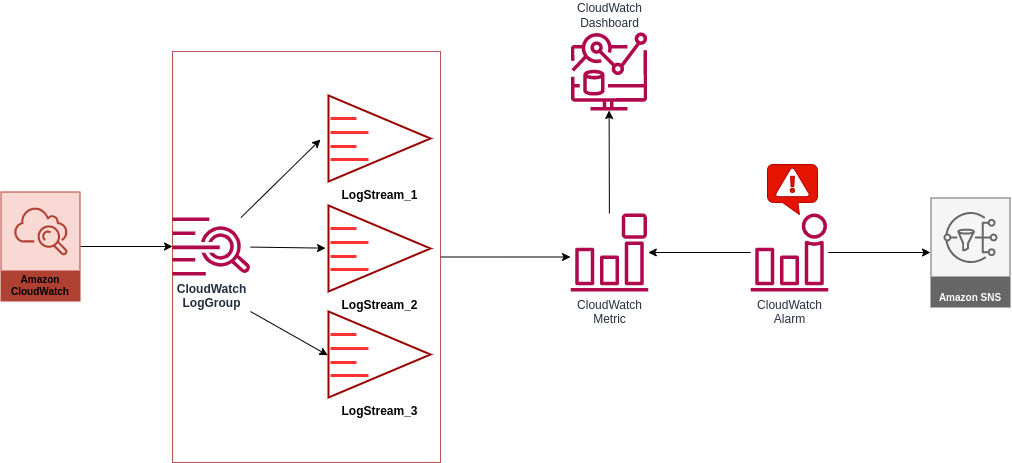 CloudWatch
Dashboard
LogStream_1
Amazon
CloudWatch
CloudWatch
LogGroup
LogStream_2
CloudWatch
Metric
CloudWatch
Alarm
Amazon SNS
LogStream_3